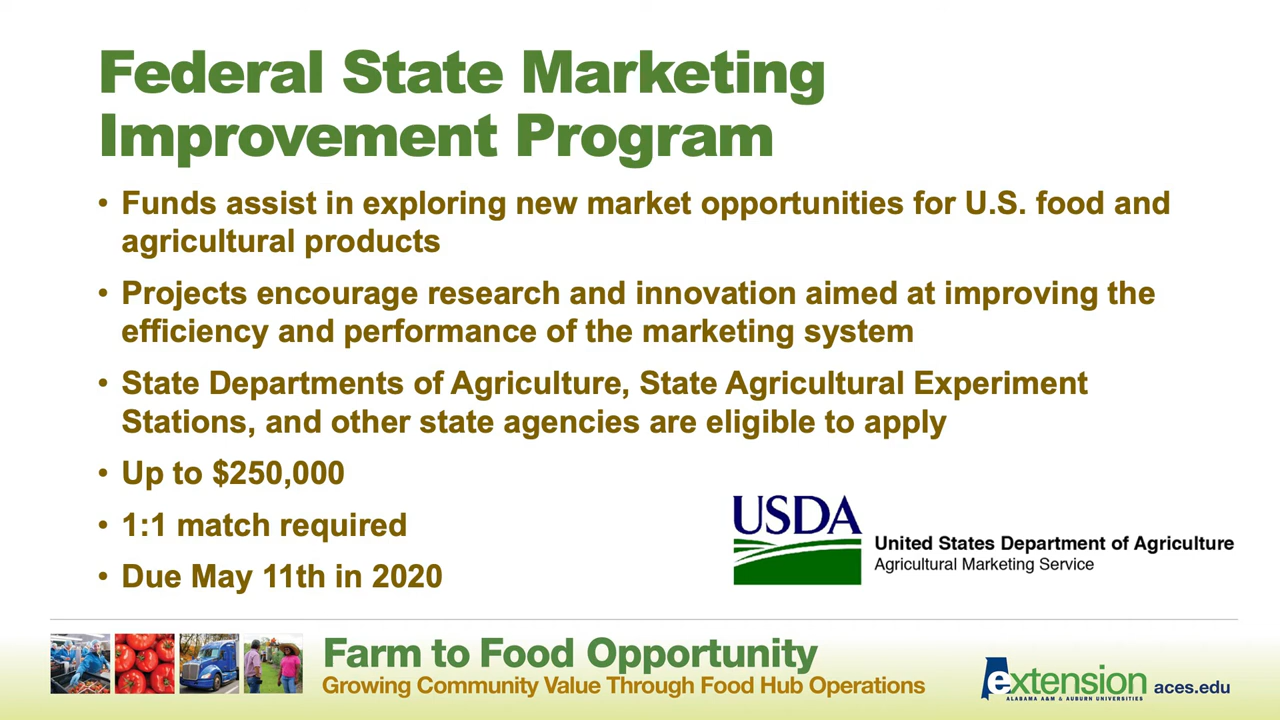 Federal State Marketing
Improvement Program
• Funds assist in exploring new market opportunities for U.S. food and
agricultural products
• Projects encourage research and innovation aimed at improving the
efficiency and performance of the marketing system
• State Departments of Agriculture, State Agricultural Experiment
Stations, and other state agencies are eligible to apply
• Up to $250,000
• 1:1 match required
• Due May 11th in 2020
USDA
United States Department of Agriculture
Agricultural Marketing Service
Farm to Food Opportunity
Growing Community Value Through Food Hub Operations
extension
ALABAMA A&M & AUBURN UNIVERSITIES
aces.edu